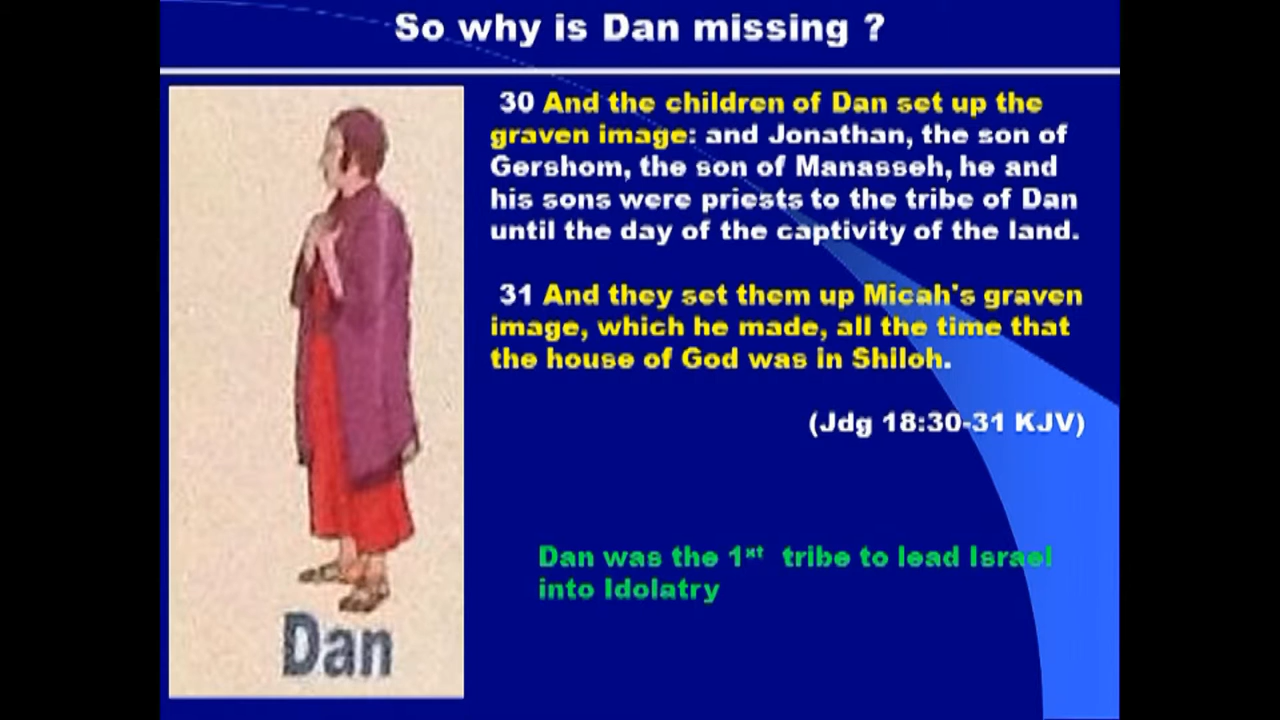 So why is Dan missing ?
30 And the children of Dan set up the
graven image: and Jonathan, the son of
Gershom, the son of Manasseh, he and
his sons were priests to the tribe of Dan
until the day of the captivity of the land.
31 And they set them up Micah's graven
image, which he made, all the time that
the house of God was in Shiloh.
(Jdg 18:30-31 KJV)
Dan was the 1st tribe to lead Israel
into Idolatry
Dan